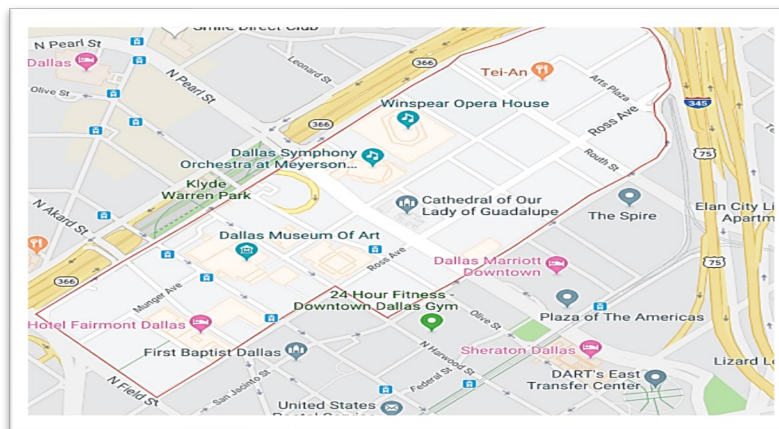 Smile Direct Club
N Pearl St
Dallas
Olive St
N Pearl St
Leonard St
366
366
Tei-An
Arts Plaza
345
Winspear Opera House
Ross Ave
Dallas Symphony
Orchestra at Meyerson...
Routh St
75
Klyde
Warren Park
Cathedral of Our
Lady of Guadalupe
The Spire
Elan City Li
Apartm
N Akard St
Dallas Museum Of Art
Ross Ave
Dallas Marriott
Downtown
75
366
Munger Ave
24 Hour Fitness -
Downtown Dallas Gym
Plaza of The Americas
Hotel Fairmont Dallas
Olive St
First Baptist Dallas
N Harwood St
Sheraton Dallas
Lizard L
N Field St
San Jacinto St
Federal St
DART's East
Transfer Center
United States
Postal Service